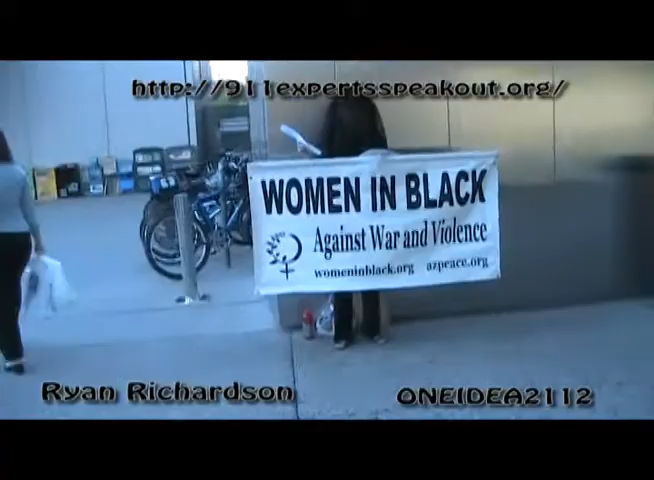 http://911expertsspeakout.org/
WOMEN IN BLACK
Against War and Violence
womeninblack.org azpeace.org
Ryan Richardson ONEIDEA2112